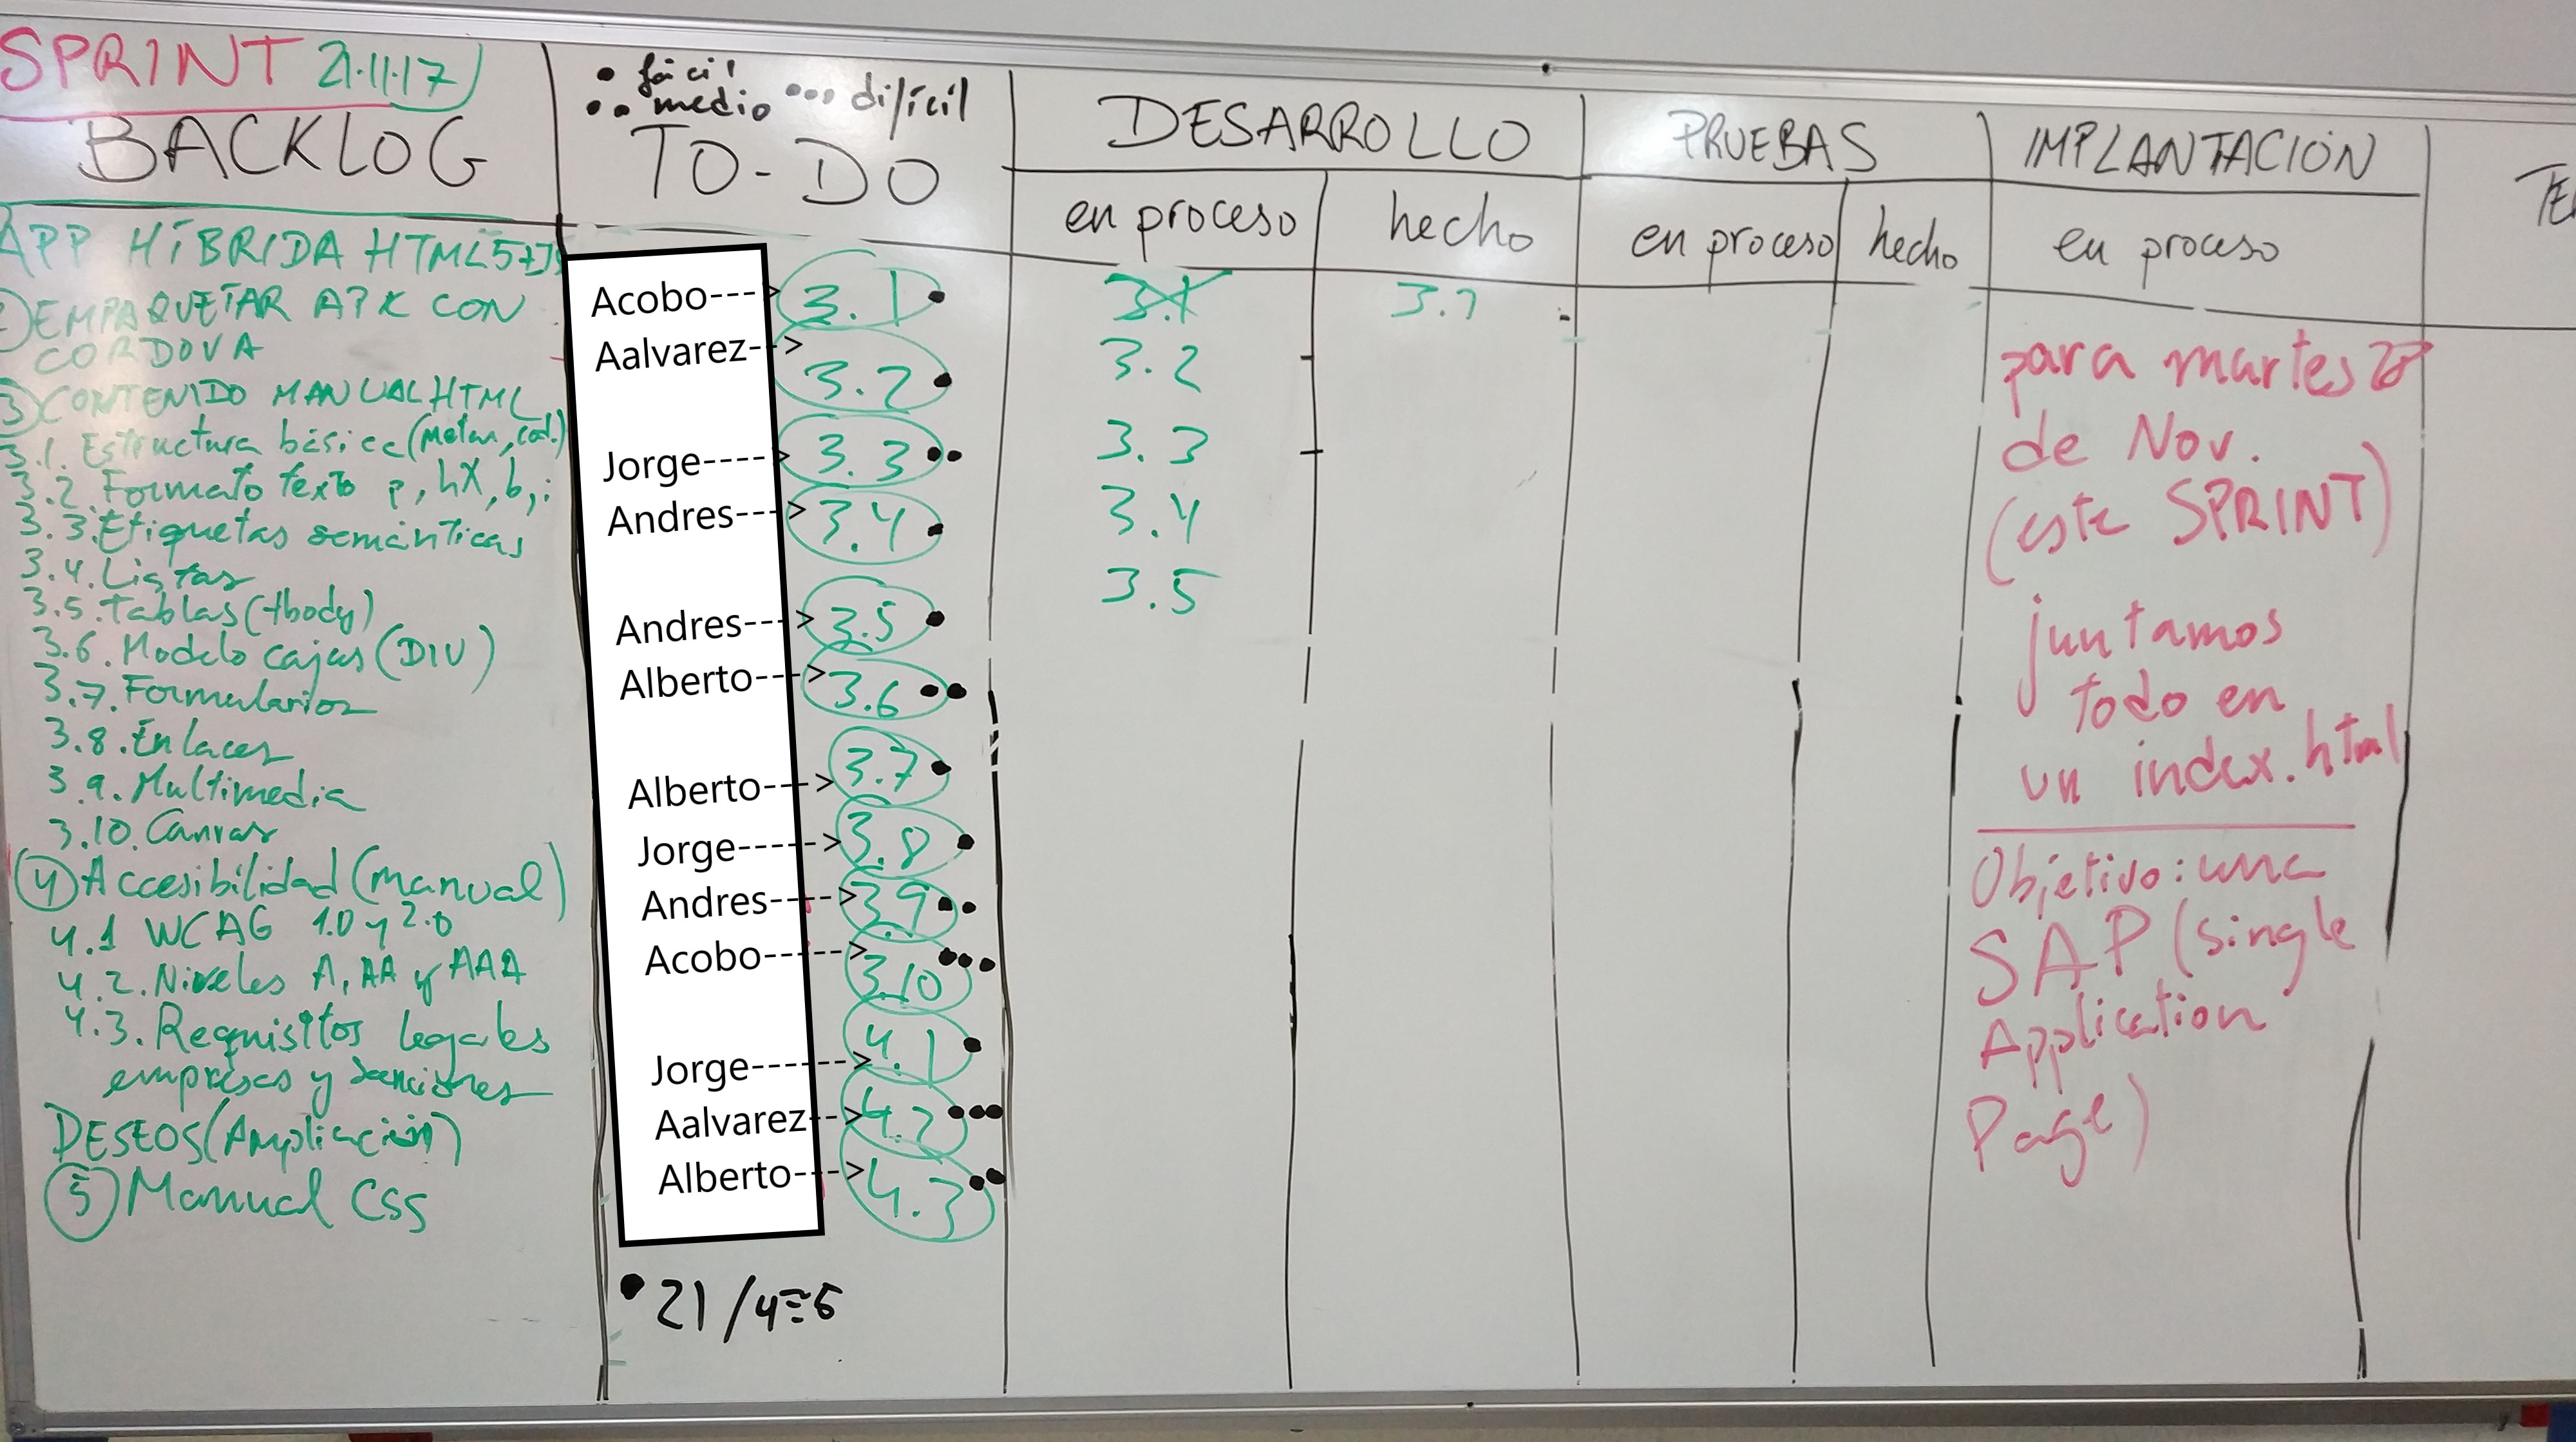 SPRINT 21.11.17
BACKLOG
APP HÍBRIDA HTML5+JS
2) EMPAQUETAR APK CON
CORDOVA
3) CONTENIDO MANUAL HTML
3.1. Estructura básica (Metas, cod.)
3.2. Formato texto p, hX, b, i
3.3. Etiquetas semánticas
3.4. Listas
3.5. Tablas (tbody)
3.6. Modelo cajas (DIV)
3.7. Formularios
3.8. Enlaces
3.9. Multimedia
3.10. Canvas
4) Accesibilidad (manual)
4.1 WCAG 1.0 y 2.0
4.2. Niveles A, AA y AAA
4.3. Requisitos legales
empresas y sanciones
DESEOS (Ampliación)
5) Manual CSS
• fácil
•• medio ••• difícil
TO-DO
Acobo----> 3.1 •
Aalvarez--> 3.2 •
Jorge-----> 3.3 ••
Andres----> 3.4 •
Andres----> 3.5 •
Alberto----> 3.6 ••
Alberto----> 3.7 •
Jorge------> 3.8 •
Andres-----> 3.9 ••
Acobo------> 3.10 •••
Jorge-------> 4.1 •
Aalvarez---> 4.2 •••
Alberto----> 4.3 ••
• 21/4≡5
DESARROLLO
en proceso
3.1
3.2
3.3
3.4
3.5
hecho
3.1
PRUEBAS
en proceso
hecho
IMPLANTACIÓN
en proceso
para martes 28
de Nov.
(este SPRINT)
juntamos
todo en
un index.html
Objetivo: una
SAP (single
Application
Page)
TE